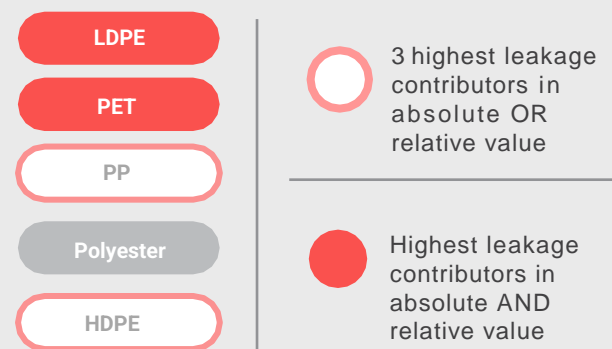 LDPE
PET
PP
Polyester
HDPE
3 highest leakage
contributors in
absolute OR
relative value
Highest leakage
contributors in
absolute AND
relative value